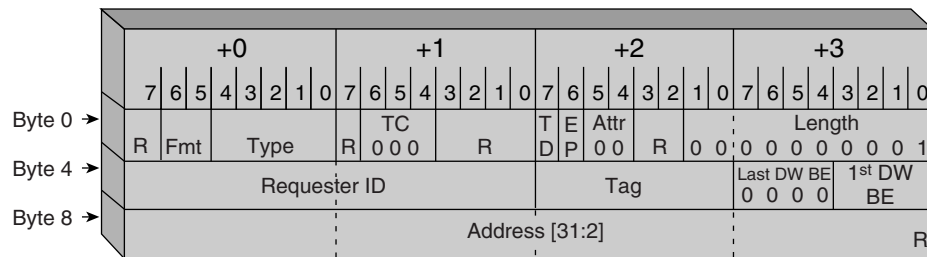 +0 +1 +2 +3
7 6 5 4 3 2 1 0 7 6 5 4 3 2 1 0 7 6 5 4 3 2 1 0 7 6 5 4 3 2 1 0
Byte 0 R Fmt Type R TC 0 0 0 R T D E P Attr 0 0 R 0 0 Length 0 0 0 0 0 0 0 1
Byte 4 Requester ID Tag Last DW BE 0 0 0 0 1st DW BE
Byte 8 Address [31:2] R